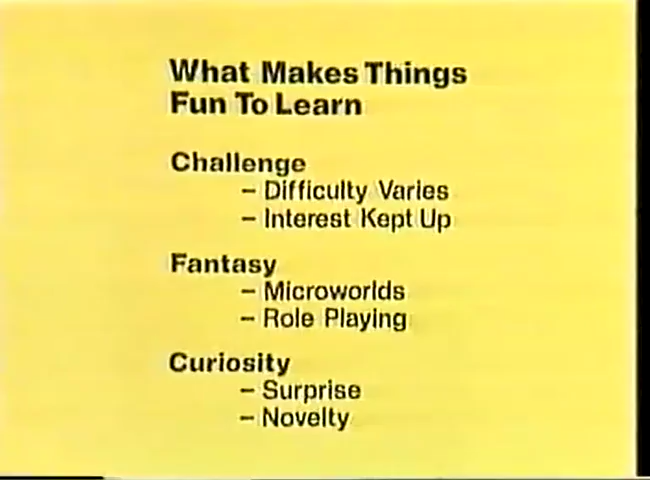 What Makes Things
Fun To Learn
Challenge
– Difficulty Varies
– Interest Kept Up
Fantasy
– Microworlds
– Role Playing
Curiosity
– Surprise
– Novelty